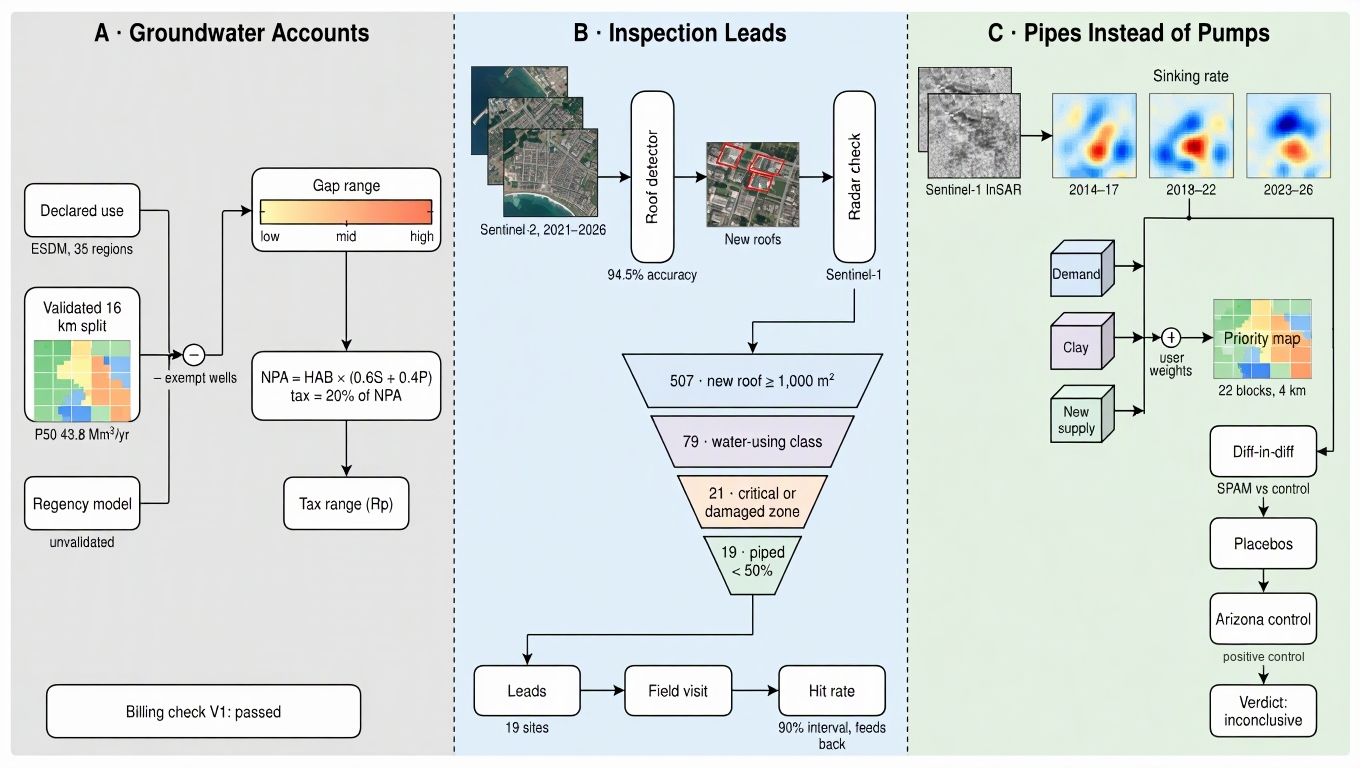 A · Groundwater Accounts
Declared use
ESDM, 35 regions
Validated 16
km split
P50 43.8 Mm³/yr
Regency model
unvalidated
−
− exempt wells
Gap range
low mid high
NPA = HAB × (0.6S + 0.4P)
tax = 20% of NPA
Tax range (Rp)
Billing check V1: passed
B · Inspection Leads
Sentinel-2, 2021–2026
Roof detector
94.5% accuracy
New roofs
Radar check
Sentinel-1
507 · new roof ≥ 1,000 m²
79 · water-using class
21 · critical or
damaged zone
19 · piped
< 50%
Leads
19 sites
Field visit
Hit rate
90% interval, feeds
back
C · Pipes Instead of Pumps
Sentinel-1 InSAR
Sinking rate
2014–17
2018–22
2023–26
Demand
Clay
New
supply
+
user
weights
Priority map
22 blocks, 4 km
Diff-in-diff
SPAM vs control
Placebos
Arizona control
positive control
Verdict:
inconclusive